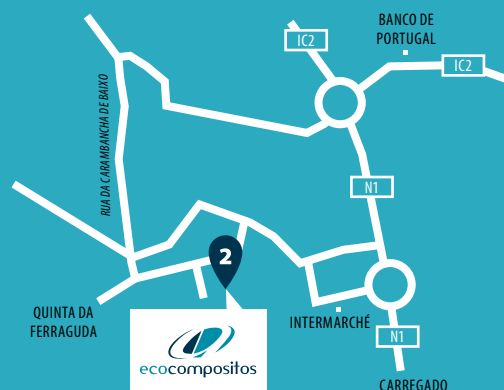 BANCO DE
PORTUGAL
IC2
IC2
RUA DA CARAMBANCHA DE BAIXO
N1
2
QUINTA DA
FERRAGUDA
INTERMARCHÉ
N1
ecocompositos
CARREGADO